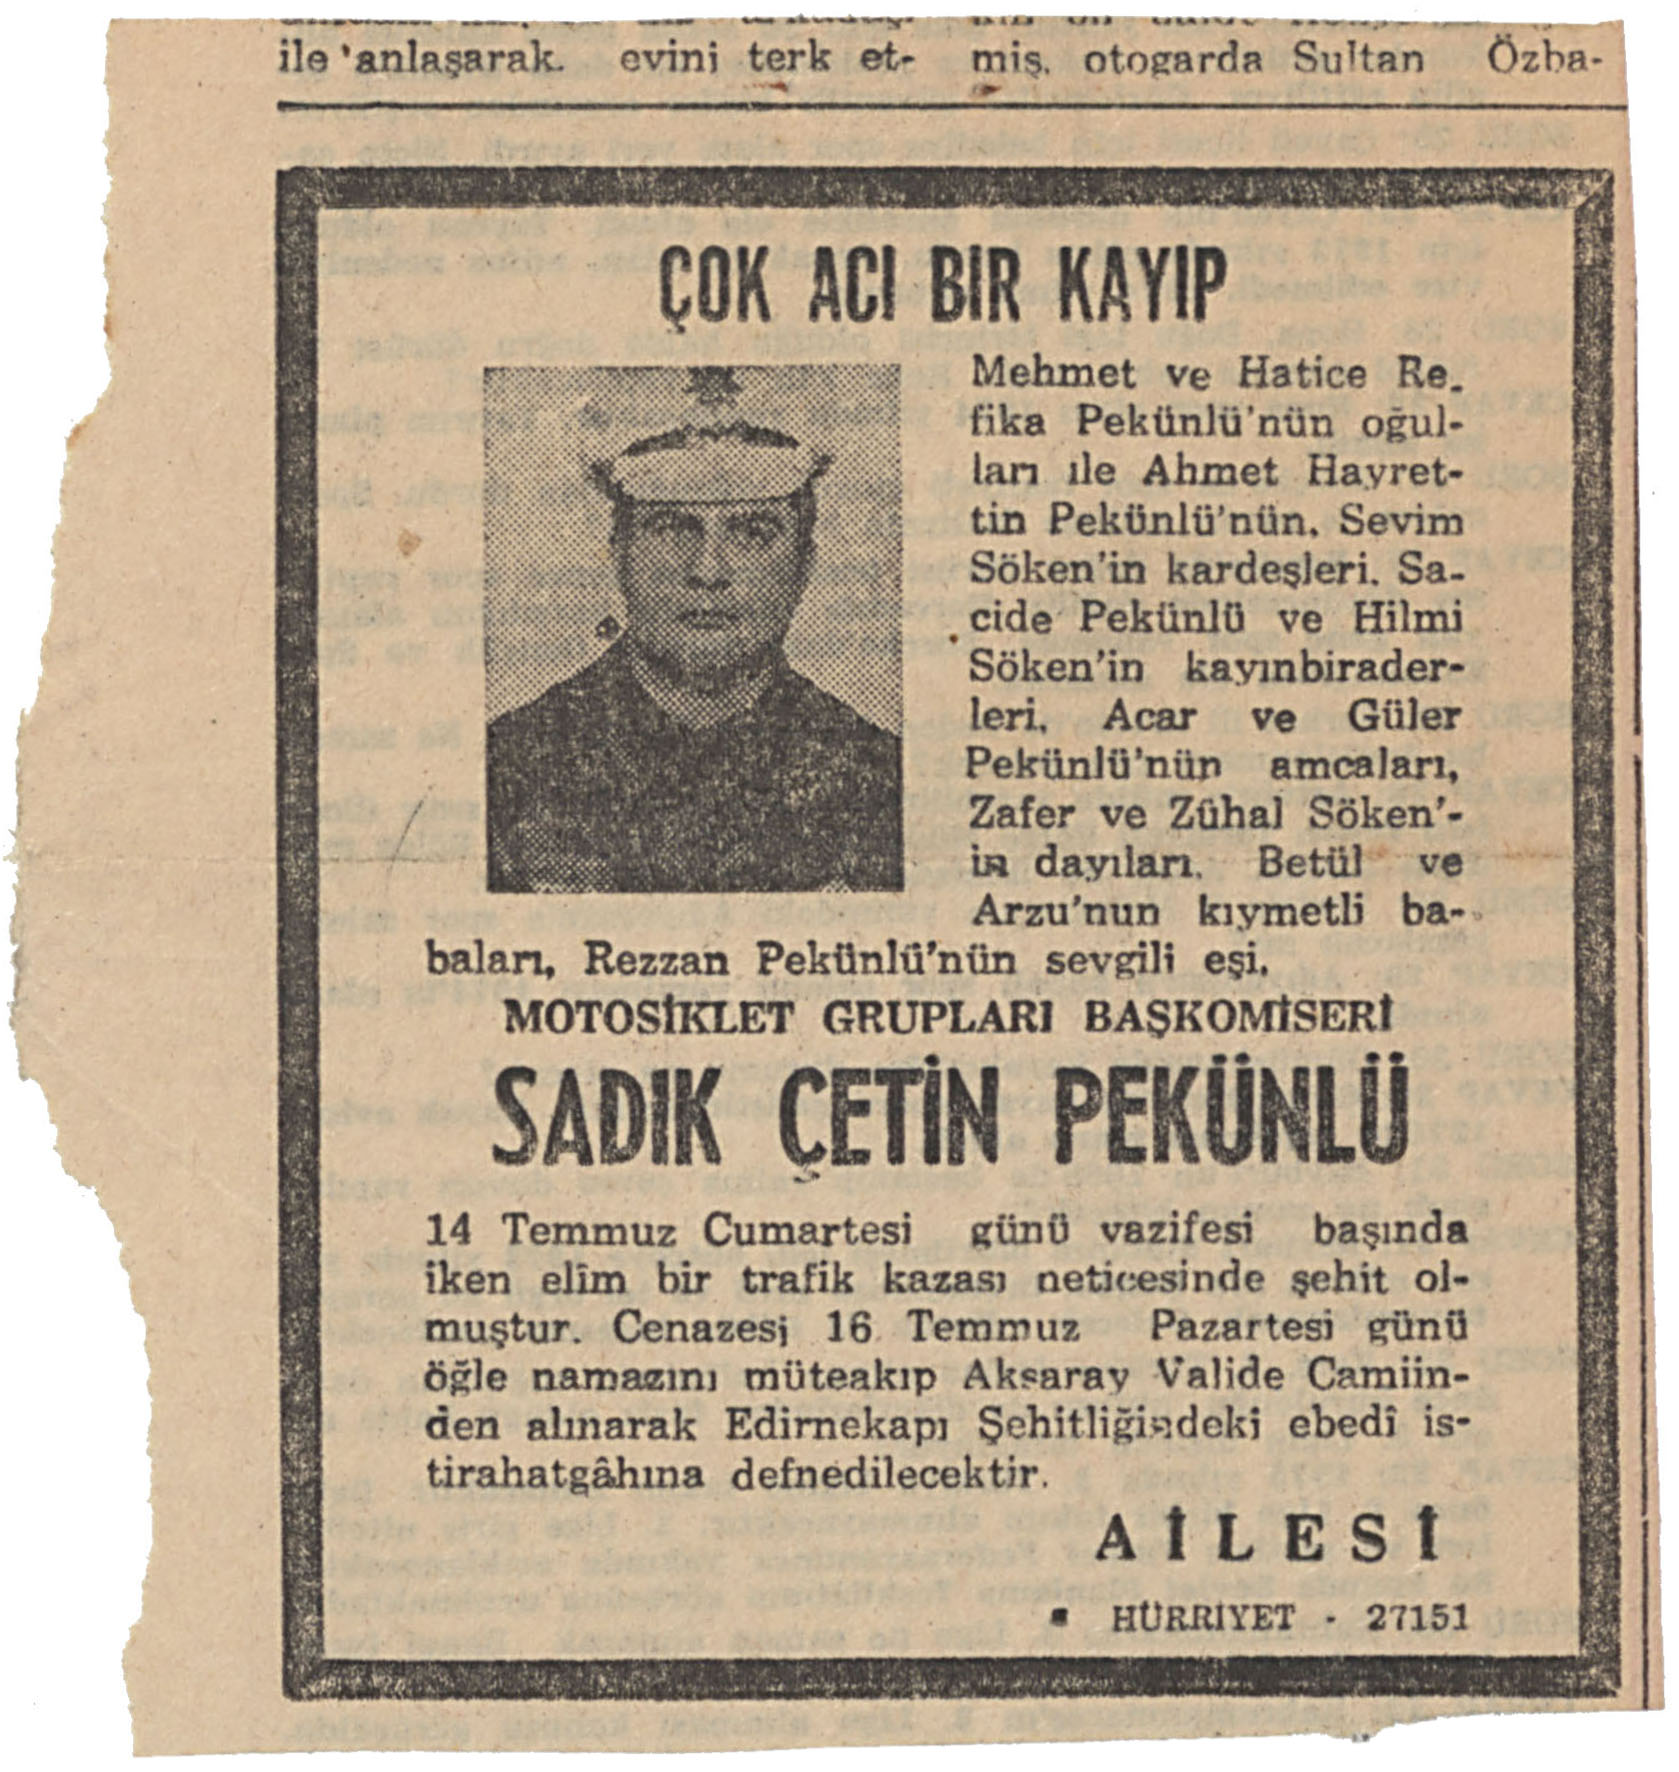 ile anlaşarak. evini terk et- miş. otogarda Sultan Özba-
ÇOK ACI BİR KAYIP
Mehmet ve Hatice Re-
fika Pekünlü'nün oğul-
ları ile Ahmet Hayret-
tin Pekünlü'nün, Sevim
Söken'in kardeşleri. Sa-
cide Pekünlü ve Hilmi
Söken'in kayınbirader-
leri, Acar ve Güler
Pekünlü'nün amcaları,
Zafer ve Zühal Söken'-
in dayıları. Betül ve
Arzu'nun kıymetli ba-
baları, Rezzan Pekünlü'nün sevgili eşi.
MOTOSİKLET GRUPLARI BAŞKOMİSERİ
SADIK ÇETİN PEKÜNLÜ
14 Temmuz Cumartesi günü vazifesi başında
iken elîm bir trafik kazası neticesinde şehit ol-
muştur. Cenazesi 16 Temmuz Pazartesi günü
öğle namazını müteakıp Aksaray Valide Camiin-
den alınarak Edirnekapı Şehitliğindeki ebedî is-
tirahatgâhına defnedilecektir.
AİLESİ
HÜRRİYET - 27151